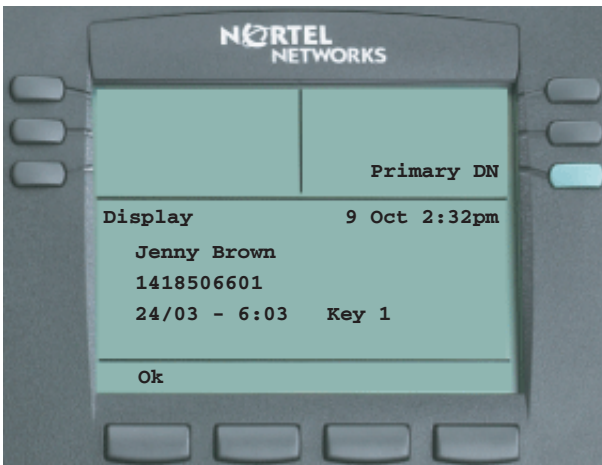 NORTEL
NETWORKS
Primary DN
Display 9 Oct 2:32pm
Jenny Brown
1418506601
24/03 - 6:03 Key 1
Ok